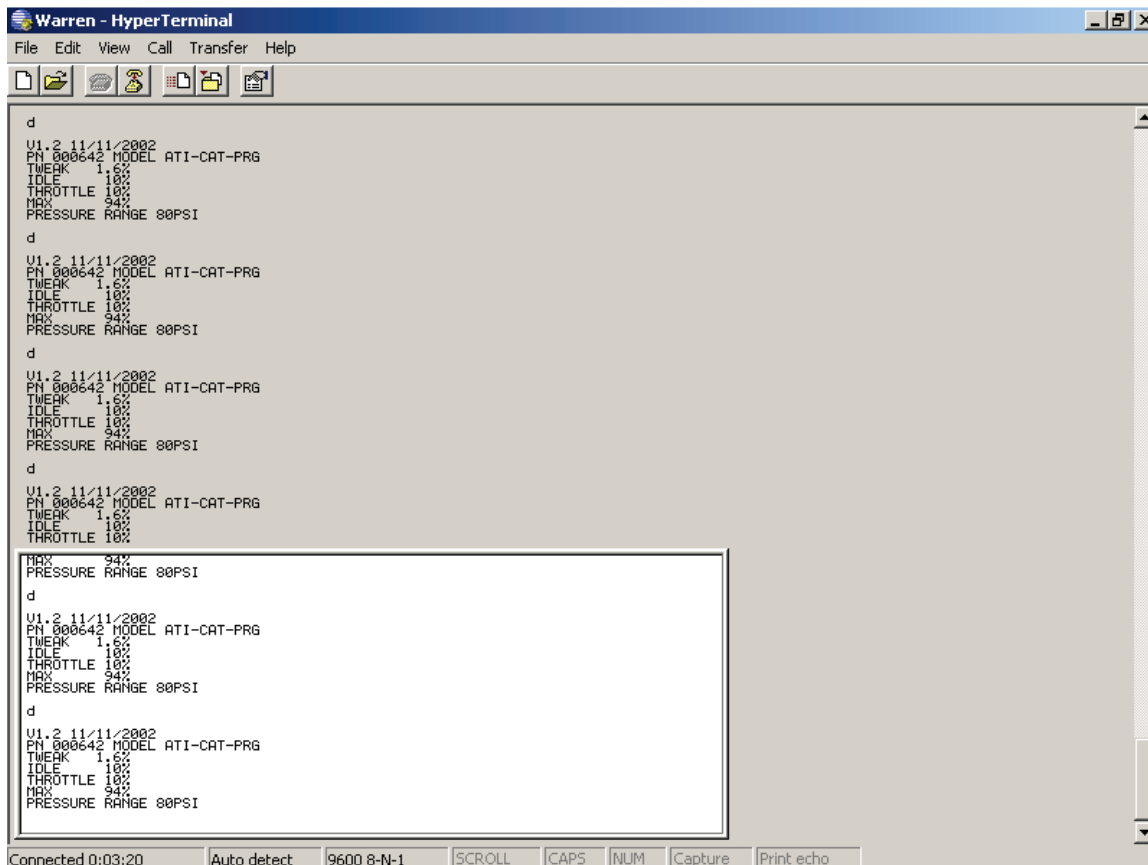 Warren - HyperTerminal
File Edit View Call Transfer Help
d
V1.2 11/11/2002
PN 000642 MODEL ATI-CAT-PRG
TWEAK 1.6%
IDLE 10%
THROTTLE 10%
MAX 94%
PRESSURE RANGE 80PSI
d
V1.2 11/11/2002
PN 000642 MODEL ATI-CAT-PRG
TWEAK 1.6%
IDLE 10%
THROTTLE 10%
MAX 94%
PRESSURE RANGE 80PSI
d
V1.2 11/11/2002
PN 000642 MODEL ATI-CAT-PRG
TWEAK 1.6%
IDLE 10%
THROTTLE 10%
MAX 94%
PRESSURE RANGE 80PSI
d
V1.2 11/11/2002
PN 000642 MODEL ATI-CAT-PRG
TWEAK 1.6%
IDLE 10%
THROTTLE 10%
MAX 94%
PRESSURE RANGE 80PSI
d
V1.2 11/11/2002
PN 000642 MODEL ATI-CAT-PRG
TWEAK 1.6%
IDLE 10%
THROTTLE 10%
MAX 94%
PRESSURE RANGE 80PSI
d
V1.2 11/11/2002
PN 000642 MODEL ATI-CAT-PRG
TWEAK 1.6%
IDLE 10%
THROTTLE 10%
MAX 94%
PRESSURE RANGE 80PSI
Connected 0:03:20 Auto detect 9600 8-N-1 SCROLL CAPS NUM Capture Print echo